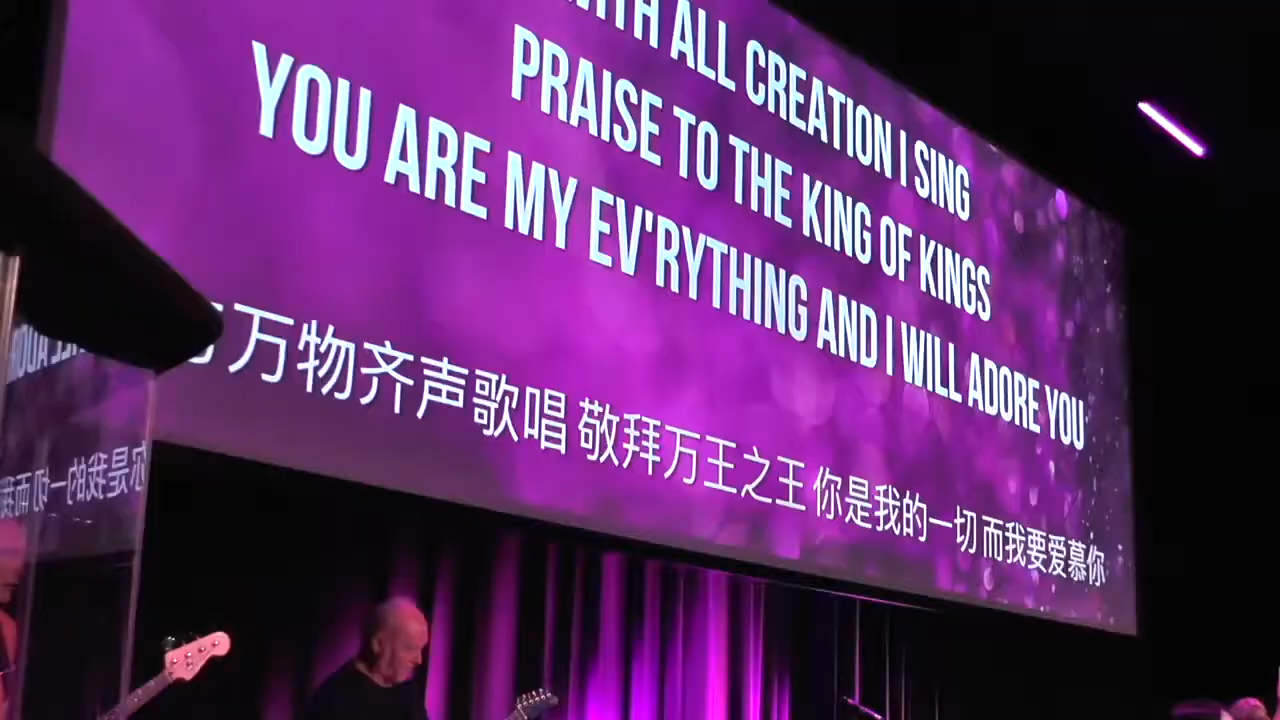 WITH ALL CREATION I SING
PRAISE TO THE KING OF KINGS
YOU ARE MY EV'RYTHING AND I WILL ADORE YOU
万物齐声歌唱 敬拜万王之王 你是我的一切 而我要爱慕你